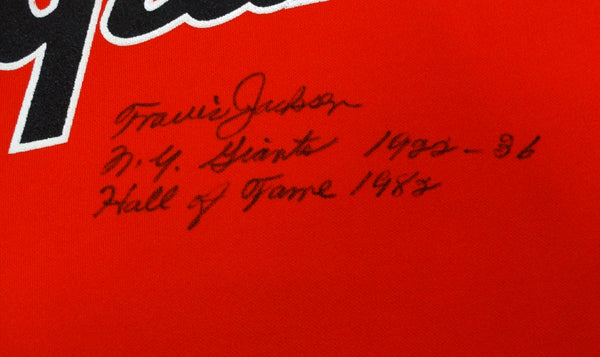 Travis Jackson
N.Y. Giants 1922-36
Hall of Fame 1982